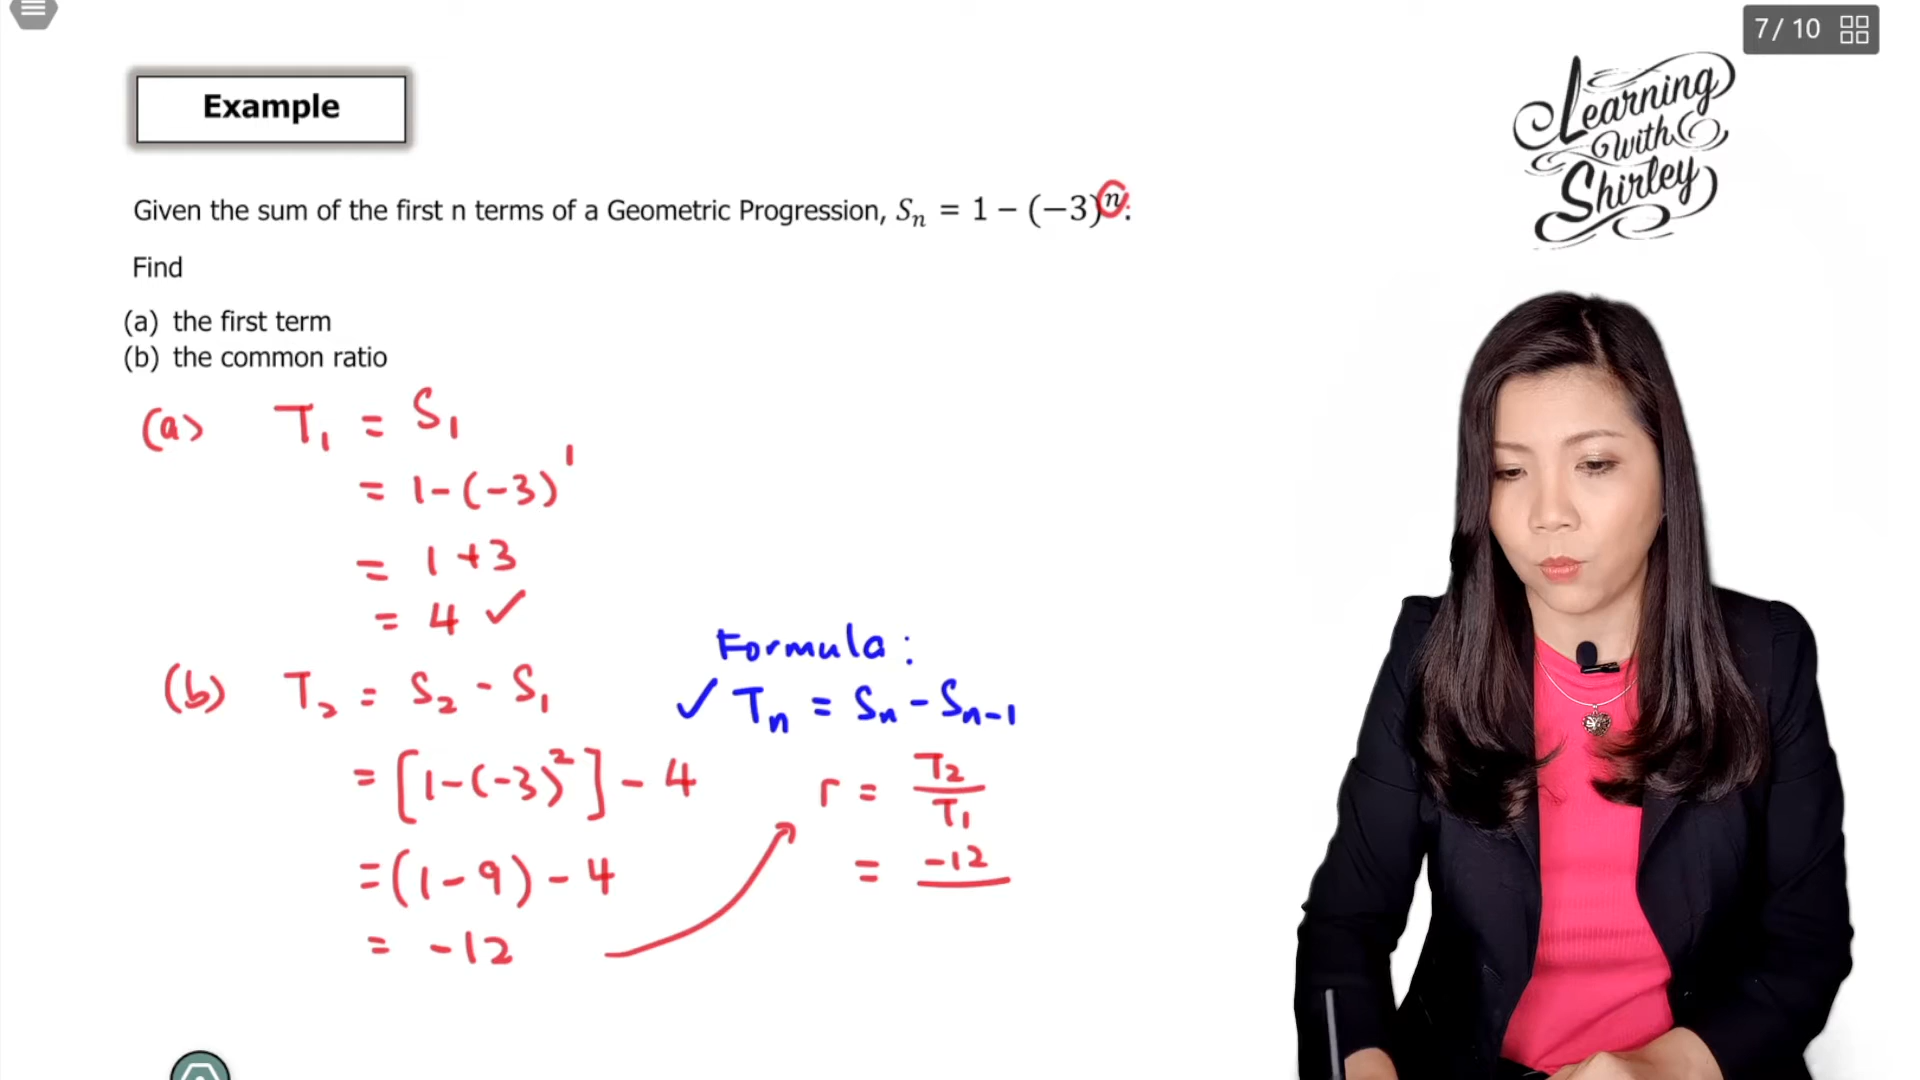 7 / 10
Learning
With
Shirley
Example
Given the sum of the first n terms of a Geometric Progression, Sₙ = 1 − (−3)ⁿ.
Find
(a) the first term
(b) the common ratio
(a) T₁ = S₁
= 1-(-3)¹
= 1+3
= 4 ✓
(b) T₂ = S₂ - S₁
= [1-(-3)²] - 4
= (1-9) - 4
= -12
Formula :
✓ Tₙ = Sₙ - Sₙ₋₁
r = T₂/T₁
= -12/